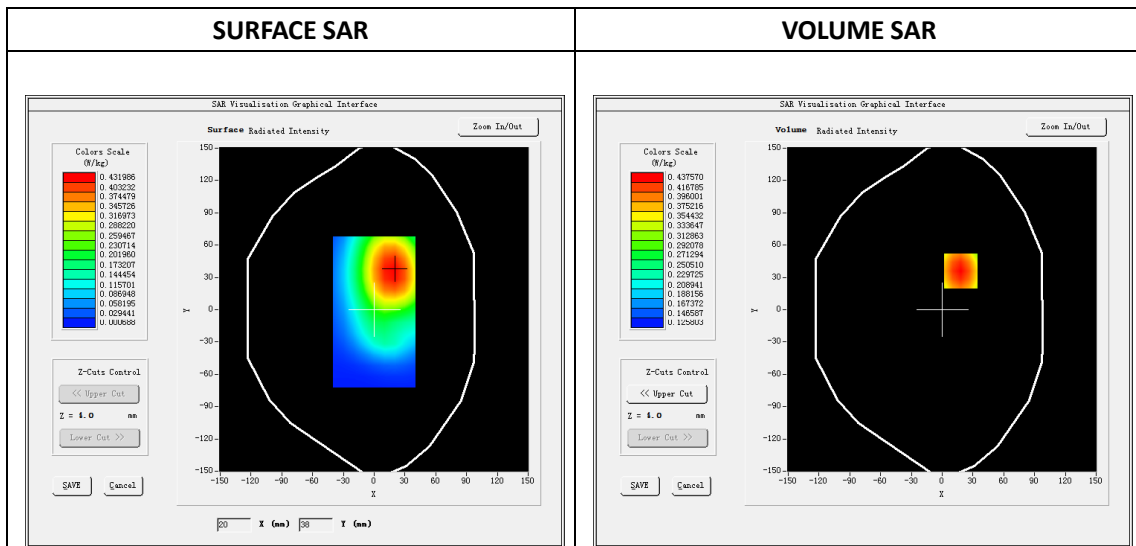 SURFACE SAR
VOLUME SAR
SAR Visualisation Graphical Interface
Surface Radiated Intensity
Zoom In/Out
Colors Scale
(W/kg)
0.431986
0.403232
0.374479
0.345726
0.316973
0.288220
0.259467
0.230714
0.201960
0.173207
0.144454
0.115701
0.086948
0.058195
0.029441
0.000688
150
120
90
60
30
0
-30
-60
-90
-120
-150
Y
-150 -120 -90 -60 -30 0 30 60 90 120 150
X
Z-Cuts Control
<< Upper Cut
Z = 4.0 mm
Lower Cut >>
SAVE Cancel
20 X (mm) 38 Y (mm)
SAR Visualisation Graphical Interface
Volume Radiated Intensity
Zoom In/Out
Colors Scale
(W/kg)
0.437570
0.416785
0.396001
0.375216
0.354432
0.333647
0.312863
0.292078
0.271294
0.250510
0.229725
0.208941
0.188156
0.167372
0.146587
0.125803
150
120
90
60
30
0
-30
-60
-90
-120
-150
Y
-150 -120 -90 -60 -30 0 30 60 90 120 150
X
Z-Cuts Control
<< Upper Cut
Z = 4.0 mm
Lower Cut >>
SAVE Cancel